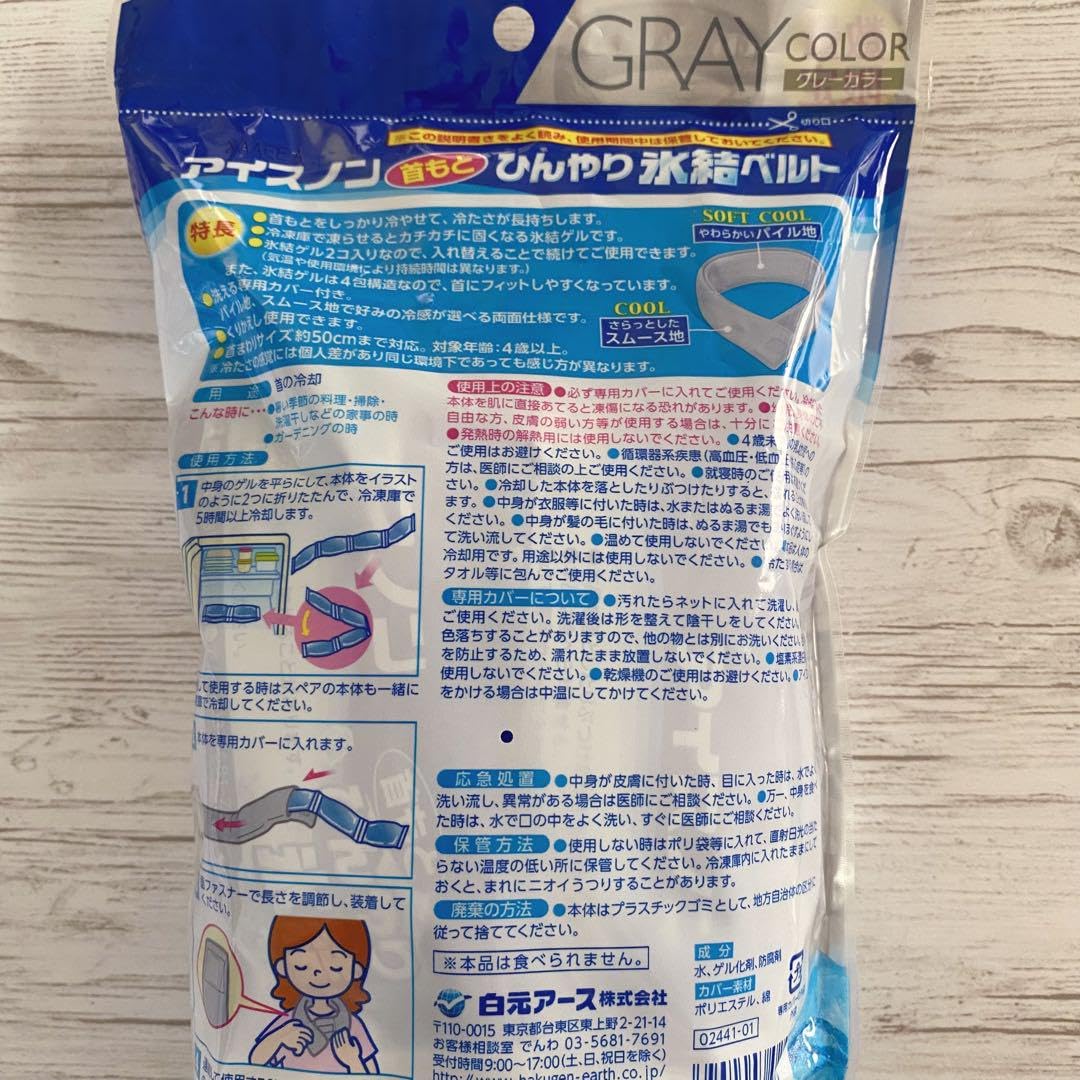 GRAY COLOR
グレーカラー
切り口
※この説明書きをよく読み、使用期間中は保管しておいてください。
アイスノン 首もと ひんやり 氷結ベルト
特長
●首もとをしっかり冷やせて、冷たさが長持ちします。
●冷凍庫で凍らせるとカチカチに固くなる氷結ゲルです。
●氷結ゲル2コ入りなので、入れ替えることで続けてご使用できます。
(気温や使用環境により持続時間は異なります。)
また、氷結ゲルは4包構造なので、首にフィットしやすくなっています。
●洗える専用カバー付き。
パイル地、スムース地で好みの冷感が選べる両面仕様です。
●くりかえし使用できます。
●首まわりサイズ約50cmまで対応。対象年齢:4歳以上。
※冷たさの感覚には個人差があり同じ環境下であっても感じ方が異なります。
SOFT COOL
やわらかいパイル地
COOL
さらっとした
スムース地
用途 首の冷却
こんな時に…
●暑い季節の料理・掃除・
洗濯干しなどの家事の時
●ガーデニングの時
使用方法
1 中身のゲルを平らにして、本体をイラスト
のように2つに折りたたんで、冷凍庫で
5時間以上冷却します。
して使用する時はスペアの本体も一緒に
で冷却してください。
本体を専用カバーに入れます。
ファスナーで長さを調節し、装着して
ください。
使用上の注意 ●必ず専用カバーに入れてご使用くだ
本体を肌に直接あてると凍傷になる恐れがあります。
自由な方、皮膚の弱い方等が使用する場合は、十分に
●発熱時の解熱用には使用しないでください。●4歳未
ご使用はお避けください。●循環器系疾患(高血圧・低血
方は、医師にご相談の上ご使用ください。●就寝時のご
い。●冷却した本体を落としたりぶつけたりすると、
ます。●中身が衣服等に付いた時は、水またはぬるま湯で
ください。●中身が髪の毛に付いた時は、ぬるま湯でも
て洗い流してください。●温めて使用しないでください
冷却用です。用途以外には使用しないでください。●冷た
タオル等に包んでご使用ください。
専用カバーについて ●汚れたらネットに入れて洗濯し、
ご使用ください。洗濯後は形を整えて陰干しをしてください。
色落ちすることがありますので、他の物とは別にお洗いください。
を防止するため、濡れたまま放置しないでください。●塩素系漂白
使用しないでください。●乾燥機のご使用はお避けください。●アイロ
をかける場合は中温にしてかけてください。
応急処置 ●中身が皮膚に付いた時、目に入った時は、水でよ
洗い流し、異常がある場合は医師にご相談ください。●万一、中身を食べ
た時は、水で口の中をよく洗い、すぐに医師にご相談ください。
保管方法 ●使用しない時はポリ袋等に入れて、直射日光の当た
らない温度の低い所に保管してください。冷凍庫内に入れたままにして
おくと、まれにニオイうつりすることがあります。
廃棄の方法 ●本体はプラスチックゴミとして、地方自治体の区分に
従って捨ててください。
※本品は食べられません。
白元アース株式会社
〒110-0015 東京都台東区東上野2-21-14
お客様相談室 でんわ 03-5681-7691
受付時間9:00~17:00(土、日、祝日を除く)
http://www.hakugen-earth.co.jp/
成分
水、ゲル化剤、防腐剤
カバー素材
ポリエステル、綿
02441-01